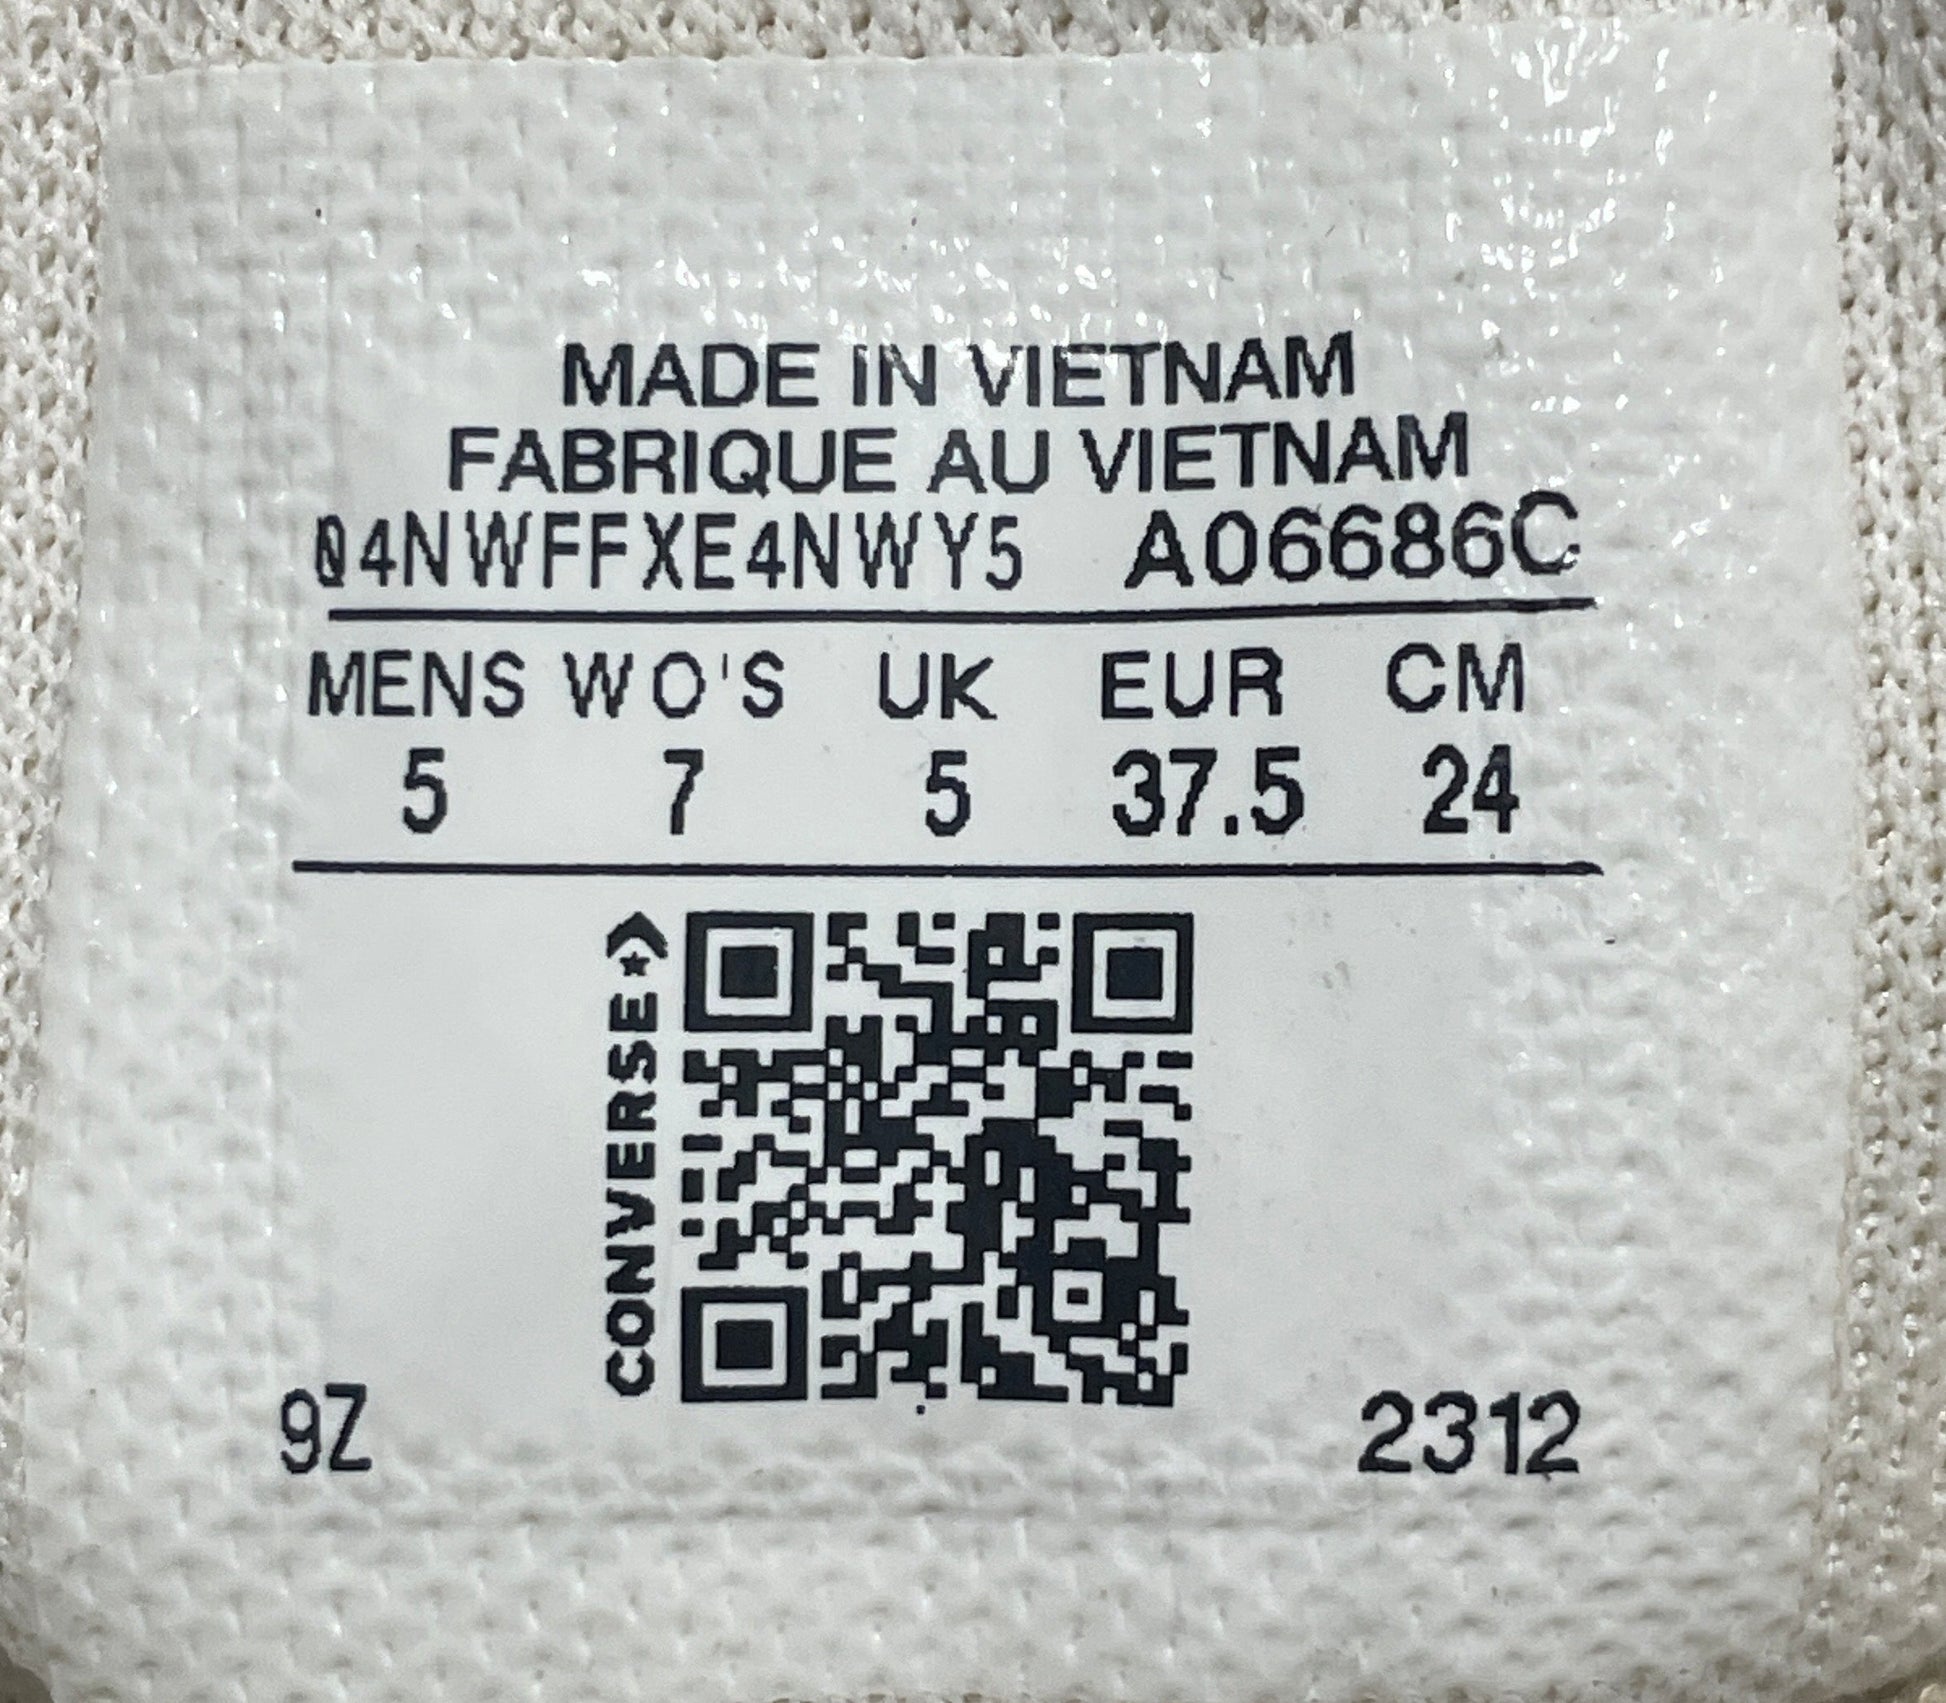 MADE IN VIETNAM
FABRIQUE AU VIETNAM
04NWFFXE4NWY5 A06686C
MENS WO'S UK EUR CM
5 7 5 37.5 24
CONVERSE
9Z 2312